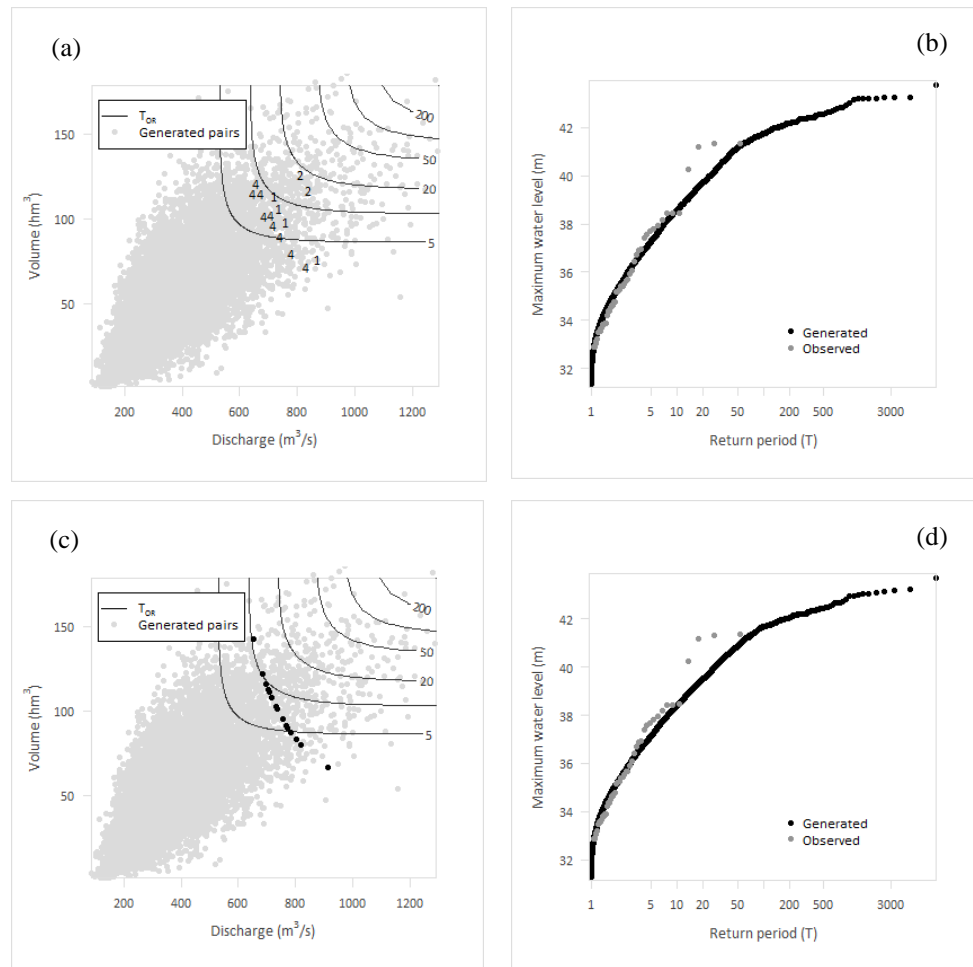 (a)
T_OR
Generated pairs
200
50
20
5
2
4
2
4 4
1
1
4 4
4
1
4
4
1
4
150
100
50
Volume (hm³)
200 400 600 800 1000 1200
Discharge (m³/s)
(b)
42
40
38
36
34
32
Maximum water level (m)
Generated
Observed
1 5 10 20 50 200 500 3000
Return period (T)
(c)
T_OR
Generated pairs
200
50
20
5
150
100
50
Volume (hm³)
200 400 600 800 1000 1200
Discharge (m³/s)
(d)
42
40
38
36
34
32
Maximum water level (m)
Generated
Observed
1 5 10 20 50 200 500 3000
Return period (T)